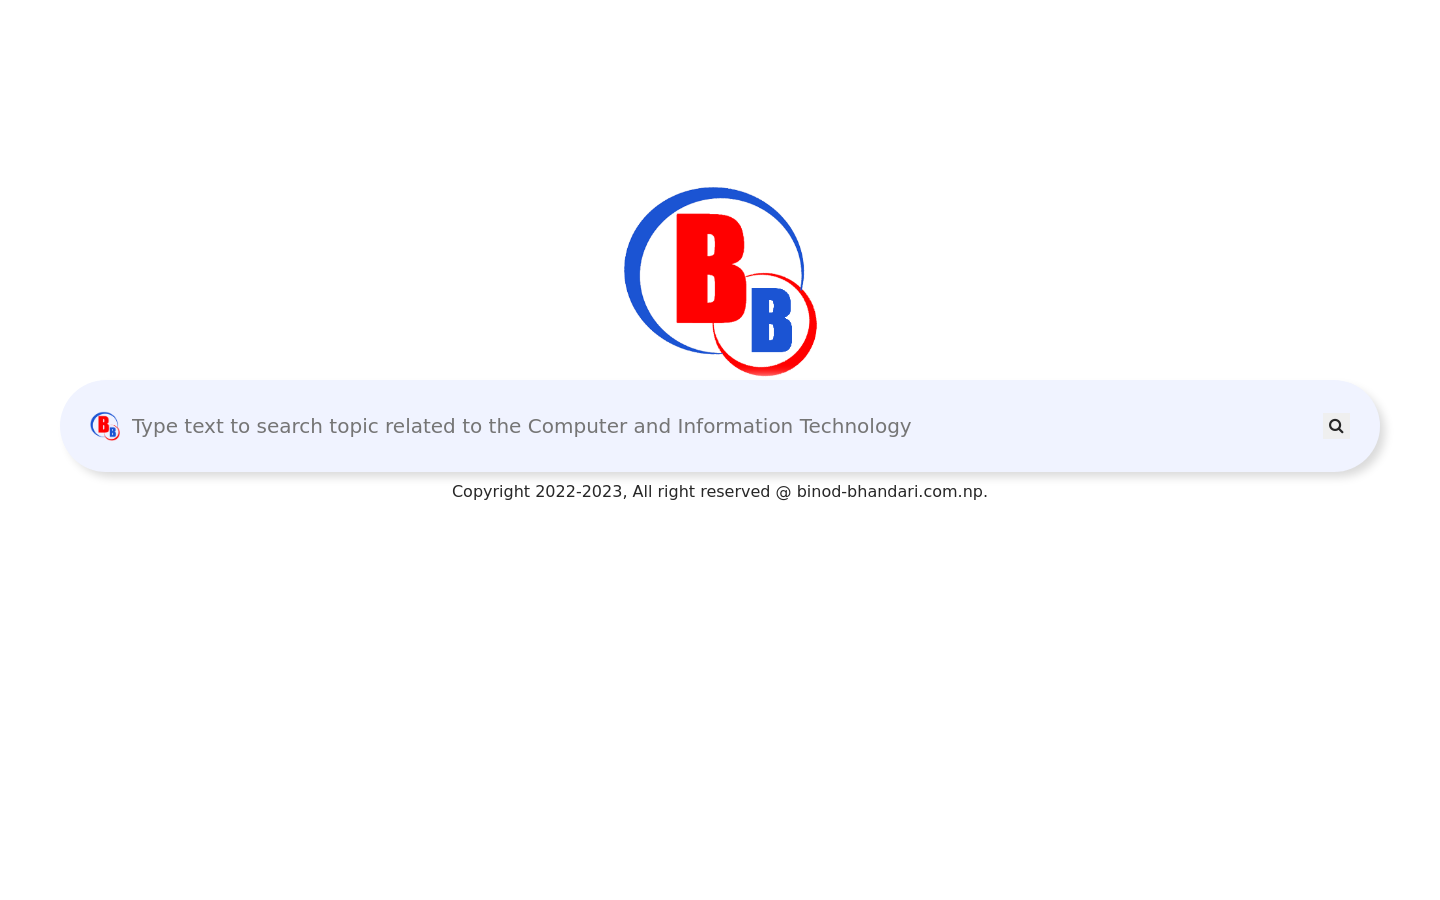 B
B
BB Type text to search topic related to the Computer and Information Technology
Copyright 2022-2023, All right reserved @ binod-bhandari.com.np.